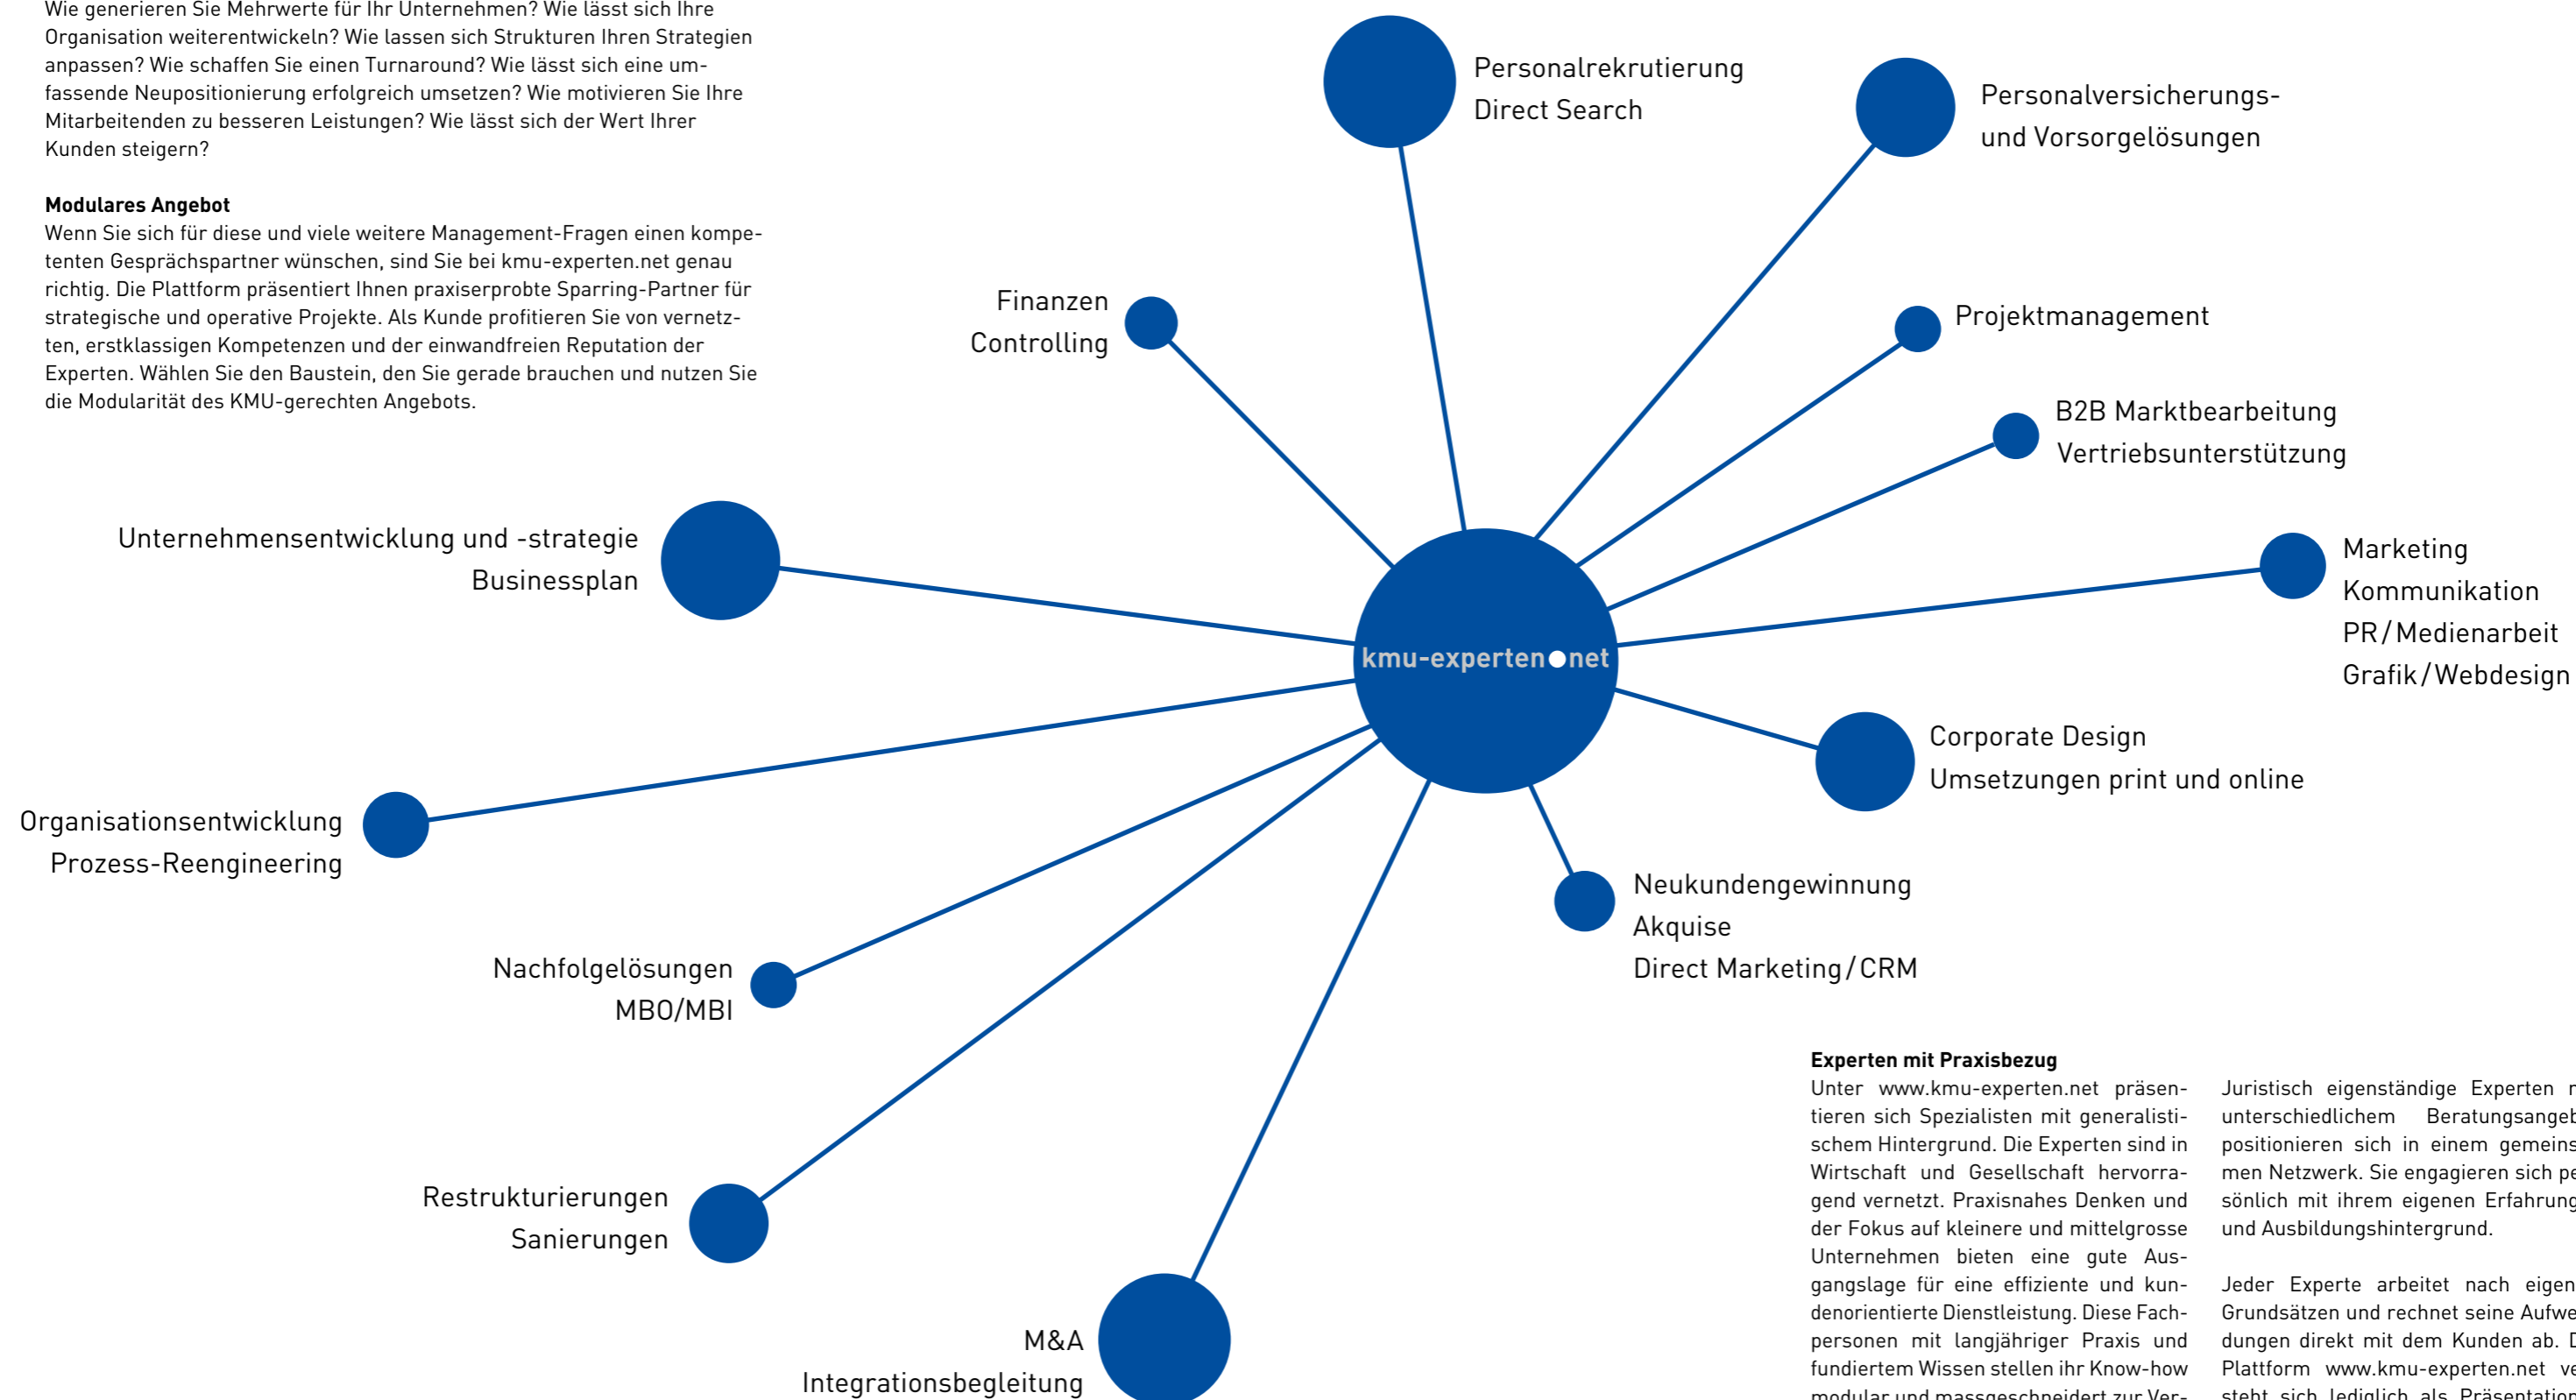 Wie generieren Sie Mehrwerte für Ihr Unternehmen? Wie lässt sich Ihre
Organisation weiterentwickeln? Wie lassen sich Strukturen Ihren Strategien
anpassen? Wie schaffen Sie einen Turnaround? Wie lässt sich eine um-
fassende Neupositionierung erfolgreich umsetzen? Wie motivieren Sie Ihre
Mitarbeitenden zu besseren Leistungen? Wie lässt sich der Wert Ihrer
Kunden steigern?
Modulares Angebot
Wenn Sie sich für diese und viele weitere Management-Fragen einen kompe-
tenten Gesprächspartner wünschen, sind Sie bei kmu-experten.net genau
richtig. Die Plattform präsentiert Ihnen praxiserprobte Sparring-Partner für
strategische und operative Projekte. Als Kunde profitieren Sie von vernetz-
ten, erstklassigen Kompetenzen und der einwandfreien Reputation der
Experten. Wählen Sie den Baustein, den Sie gerade brauchen und nutzen Sie
die Modularität des KMU-gerechten Angebots.
Personalrekrutierung
Direct Search
Personalversicherungs-
und Vorsorgelösungen
Finanzen
Controlling
Projektmanagement
B2B Marktbearbeitung
Vertriebsunterstützung
Unternehmensentwicklung und -strategie
Businessplan
Marketing
Kommunikation
PR/Medienarbeit
Grafik/Webdesign
kmu-experten●net
Corporate Design
Umsetzungen print und online
Organisationsentwicklung
Prozess-Reengineering
Neukundengewinnung
Akquise
Direct Marketing/CRM
Nachfolgelösungen
MBO/MBI
Restrukturierungen
Sanierungen
M&A
Integrationsbegleitung
Experten mit Praxisbezug
Unter www.kmu-experten.net präsen-
tieren sich Spezialisten mit generalisti-
schem Hintergrund. Die Experten sind in
Wirtschaft und Gesellschaft hervorra-
gend vernetzt. Praxisnahes Denken und
der Fokus auf kleinere und mittelgrosse
Unternehmen bieten eine gute Aus-
gangslage für eine effiziente und kun-
denorientierte Dienstleistung. Diese Fach-
personen mit langjähriger Praxis und
fundiertem Wissen stellen ihr Know-how
modular und massgeschneidert zur Ver-
Juristisch eigenständige Experten
unterschiedlichem
positionieren sich in einem
men Netzwerk. Sie engagieren sich
sönlich mit ihrem eigenen
und Ausbildungshintergrund.
Jeder Experte arbeitet nach
Grundsätzen und rechnet seine
dungen direkt mit dem Kunden ab.
Plattform www.kmu-experten.net
steht sich lediglich als